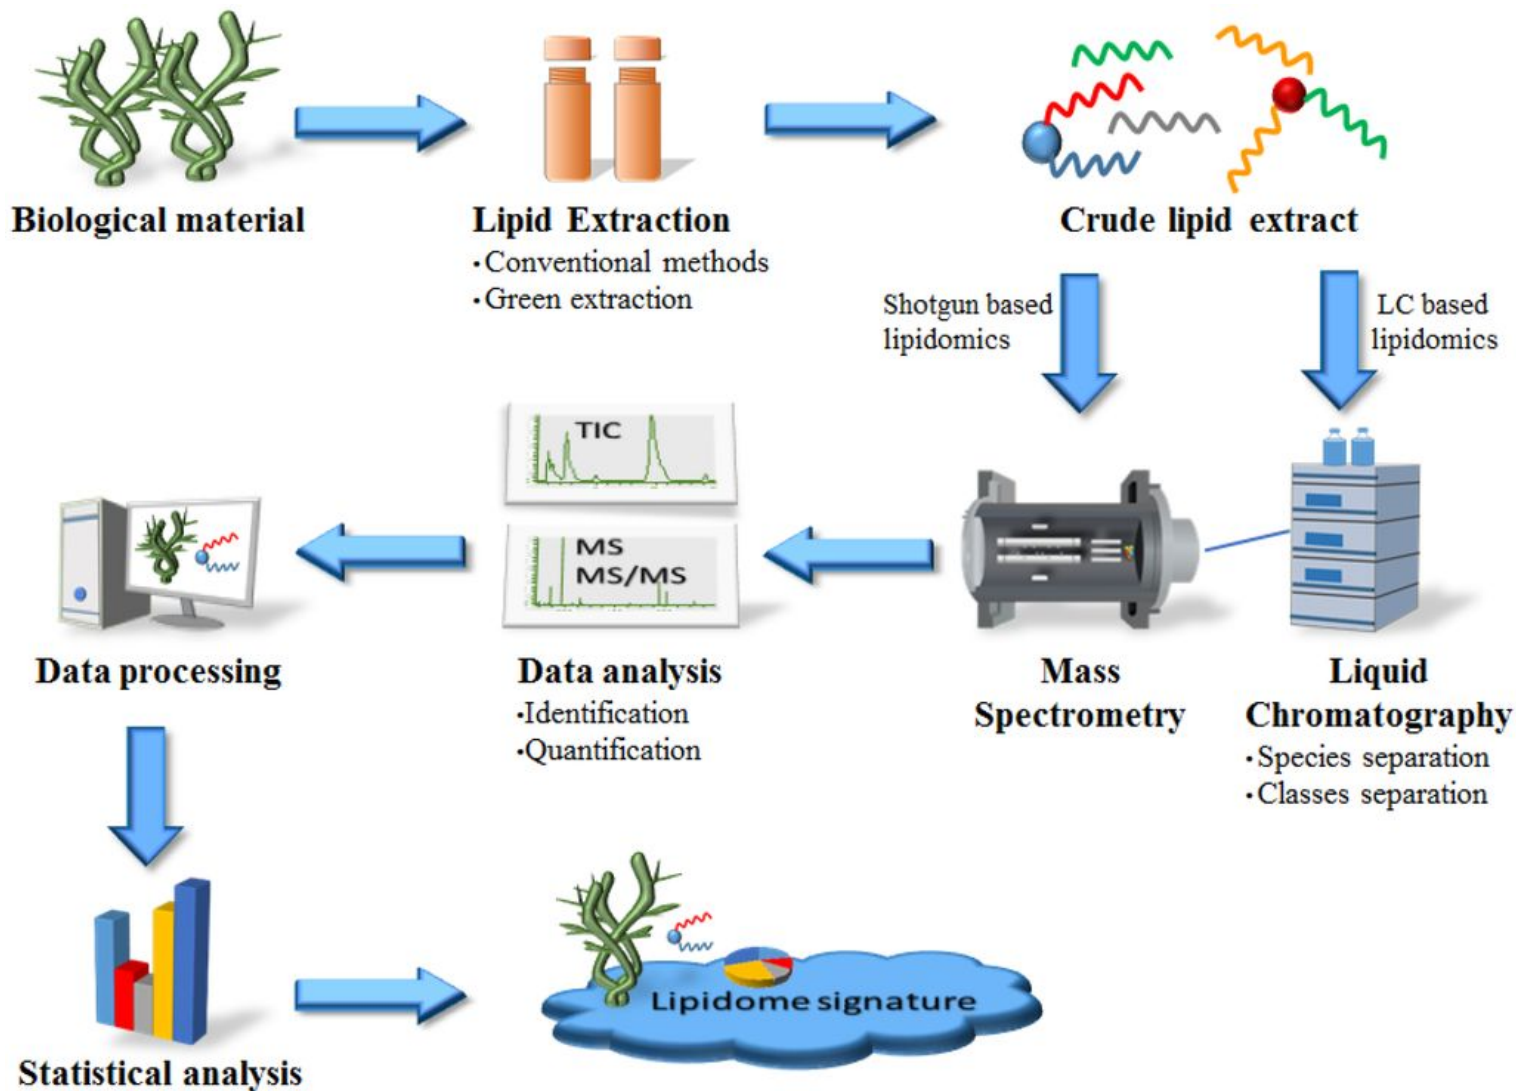 Biological material
Lipid Extraction
·Conventional methods
·Green extraction
Crude lipid extract
Shotgun based
lipidomics
LC based
lipidomics
TIC
MS
MS/MS
Data processing
Data analysis
·Identification
·Quantification
Mass
Spectrometry
Liquid
Chromatography
·Species separation
·Classes separation
Statistical analysis
Lipidome signature